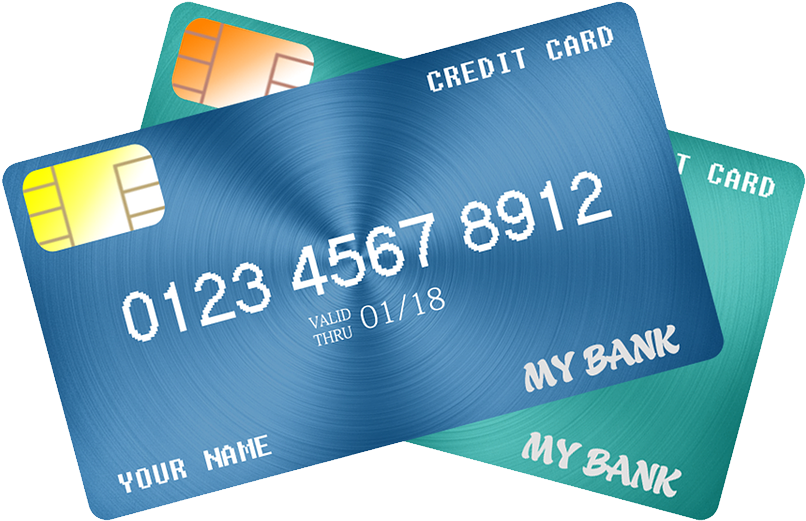 CREDIT CARD
T CARD
0123 4567 8912
VALID
THRU 01/18
MY BANK
YOUR NAME
MY BANK